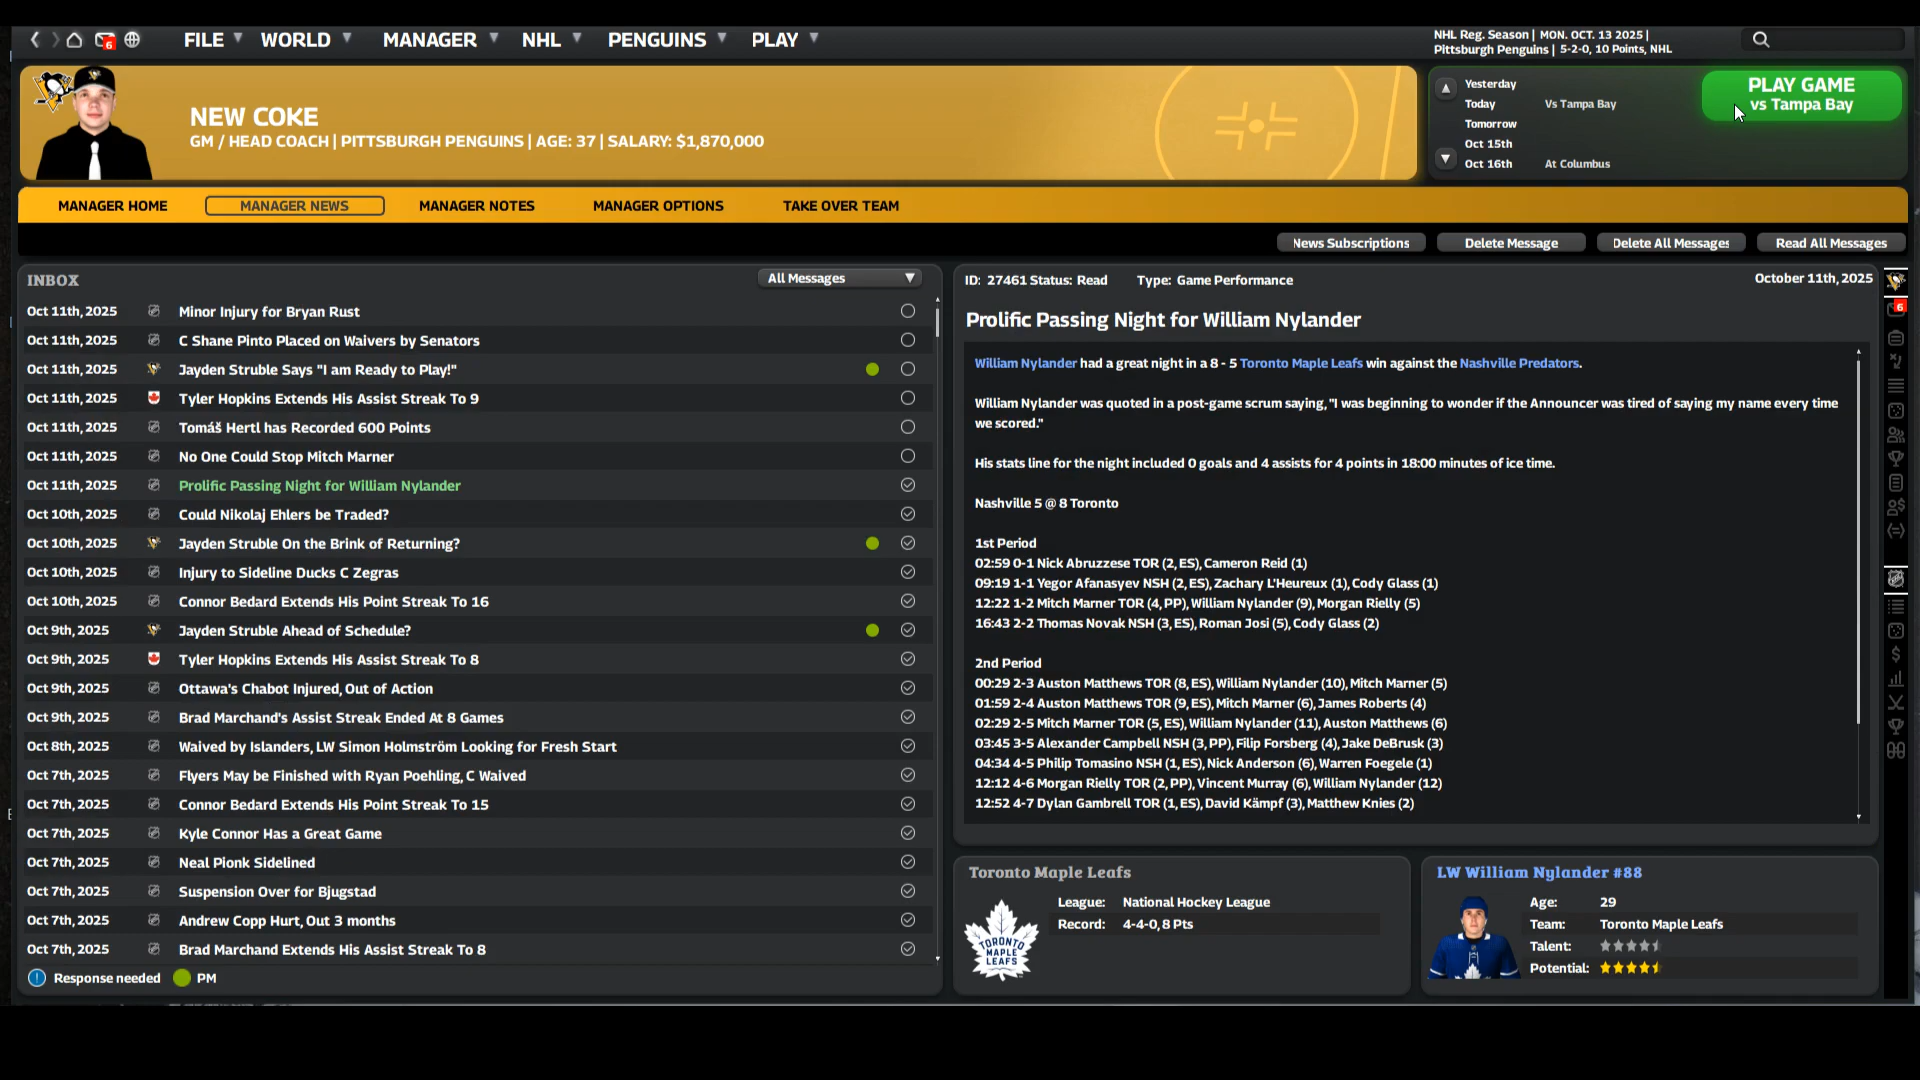 6
FILE
WORLD
MANAGER
NHL
PENGUINS
PLAY
NHL Reg. Season | MON. OCT. 13 2025 |
Pittsburgh Penguins | 5-2-0, 10 Points, NHL
NEW COKE
GM / HEAD COACH | PITTSBURGH PENGUINS | AGE: 37 | SALARY: $1,870,000
Yesterday
Today Vs Tampa Bay
Tomorrow
Oct 15th
Oct 16th At Columbus
PLAY GAME
vs Tampa Bay
MANAGER HOME
MANAGER NEWS
MANAGER NOTES
MANAGER OPTIONS
TAKE OVER TEAM
News Subscriptions
Delete Message
Delete All Messages
Read All Messages
INBOX
All Messages
Oct 11th, 2025 Minor Injury for Bryan Rust
Oct 11th, 2025 C Shane Pinto Placed on Waivers by Senators
Oct 11th, 2025 Jayden Struble Says "I am Ready to Play!"
Oct 11th, 2025 Tyler Hopkins Extends His Assist Streak To 9
Oct 11th, 2025 Tomáš Hertl has Recorded 600 Points
Oct 11th, 2025 No One Could Stop Mitch Marner
Oct 11th, 2025 Prolific Passing Night for William Nylander
Oct 10th, 2025 Could Nikolaj Ehlers be Traded?
Oct 10th, 2025 Jayden Struble On the Brink of Returning?
Oct 10th, 2025 Injury to Sideline Ducks C Zegras
Oct 10th, 2025 Connor Bedard Extends His Point Streak To 16
Oct 9th, 2025 Jayden Struble Ahead of Schedule?
Oct 9th, 2025 Tyler Hopkins Extends His Assist Streak To 8
Oct 9th, 2025 Ottawa's Chabot Injured, Out of Action
Oct 9th, 2025 Brad Marchand's Assist Streak Ended At 8 Games
Oct 8th, 2025 Waived by Islanders, LW Simon Holmström Looking for Fresh Start
Oct 7th, 2025 Flyers May be Finished with Ryan Poehling, C Waived
Oct 7th, 2025 Connor Bedard Extends His Point Streak To 15
Oct 7th, 2025 Kyle Connor Has a Great Game
Oct 7th, 2025 Neal Pionk Sidelined
Oct 7th, 2025 Suspension Over for Bjugstad
Oct 7th, 2025 Andrew Copp Hurt, Out 3 months
Oct 7th, 2025 Brad Marchand Extends His Assist Streak To 8
Response needed
PM
ID: 27461 Status: Read Type: Game Performance
October 11th, 2025
Prolific Passing Night for William Nylander
William Nylander had a great night in a 8 - 5 Toronto Maple Leafs win against the Nashville Predators.
William Nylander was quoted in a post-game scrum saying, "I was beginning to wonder if the Announcer was tired of saying my name every time
we scored."
His stats line for the night included 0 goals and 4 assists for 4 points in 18:00 minutes of ice time.
Nashville 5 @ 8 Toronto
1st Period
02:59 0-1 Nick Abruzzese TOR (2, ES), Cameron Reid (1)
09:19 1-1 Yegor Afanasyev NSH (2, ES), Zachary L'Heureux (1), Cody Glass (1)
12:22 1-2 Mitch Marner TOR (4, PP), William Nylander (9), Morgan Rielly (5)
16:43 2-2 Thomas Novak NSH (3, ES), Roman Josi (5), Cody Glass (2)
2nd Period
00:29 2-3 Auston Matthews TOR (8, ES), William Nylander (10), Mitch Marner (5)
01:59 2-4 Auston Matthews TOR (9, ES), Mitch Marner (6), James Roberts (4)
02:29 2-5 Mitch Marner TOR (5, ES), William Nylander (11), Auston Matthews (6)
03:45 3-5 Alexander Campbell NSH (3, PP), Filip Forsberg (4), Jake DeBrusk (3)
04:34 4-5 Philip Tomasino NSH (1, ES), Nick Anderson (6), Warren Foegele (1)
12:12 4-6 Morgan Rielly TOR (2, PP), Vincent Murray (6), William Nylander (12)
12:52 4-7 Dylan Gambrell TOR (1, ES), David Kämpf (3), Matthew Knies (2)
6
Toronto Maple Leafs
TORONTO
MAPLE
LEAFS
League: National Hockey League
Record: 4-4-0, 8 Pts
LW William Nylander #88
Age: 29
Team: Toronto Maple Leafs
Talent:
Potential: